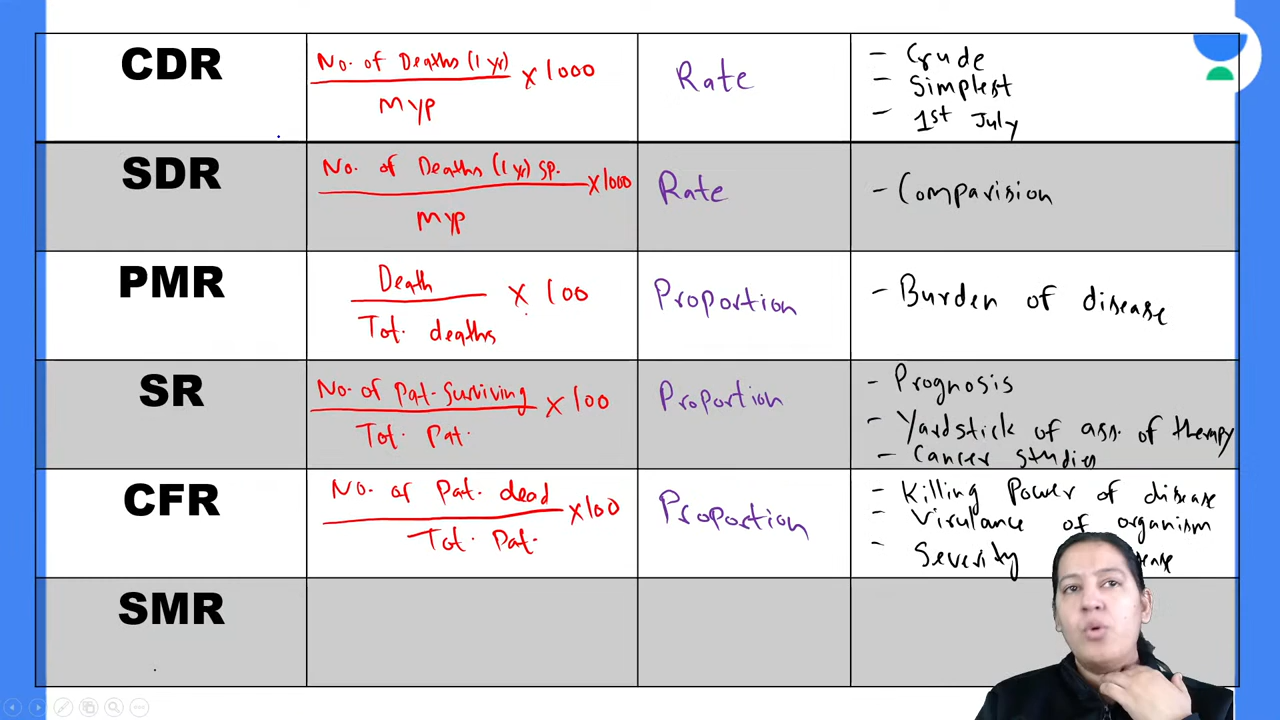 CDR
No. of Deaths (1 yr)
x 1000
MYP
Rate
- Crude
- Simplest
- 1st July
SDR
No. of Deaths (1 yr) sp.
x 1000
MYP
Rate
- Comparision
PMR
Death
x 100
Tot. deaths
Proportion
- Burden of disease
SR
No. of Pat. Surviving
x 100
Tot. Pat.
Proportion
- Prognosis
- Yardstick of ass. of therapy
- Cancer studies
CFR
No. of Pat. dead
x100
Tot. Pat.
Proportion
- Killing Power of disease
- Virulance of organism
- Severity
SMR